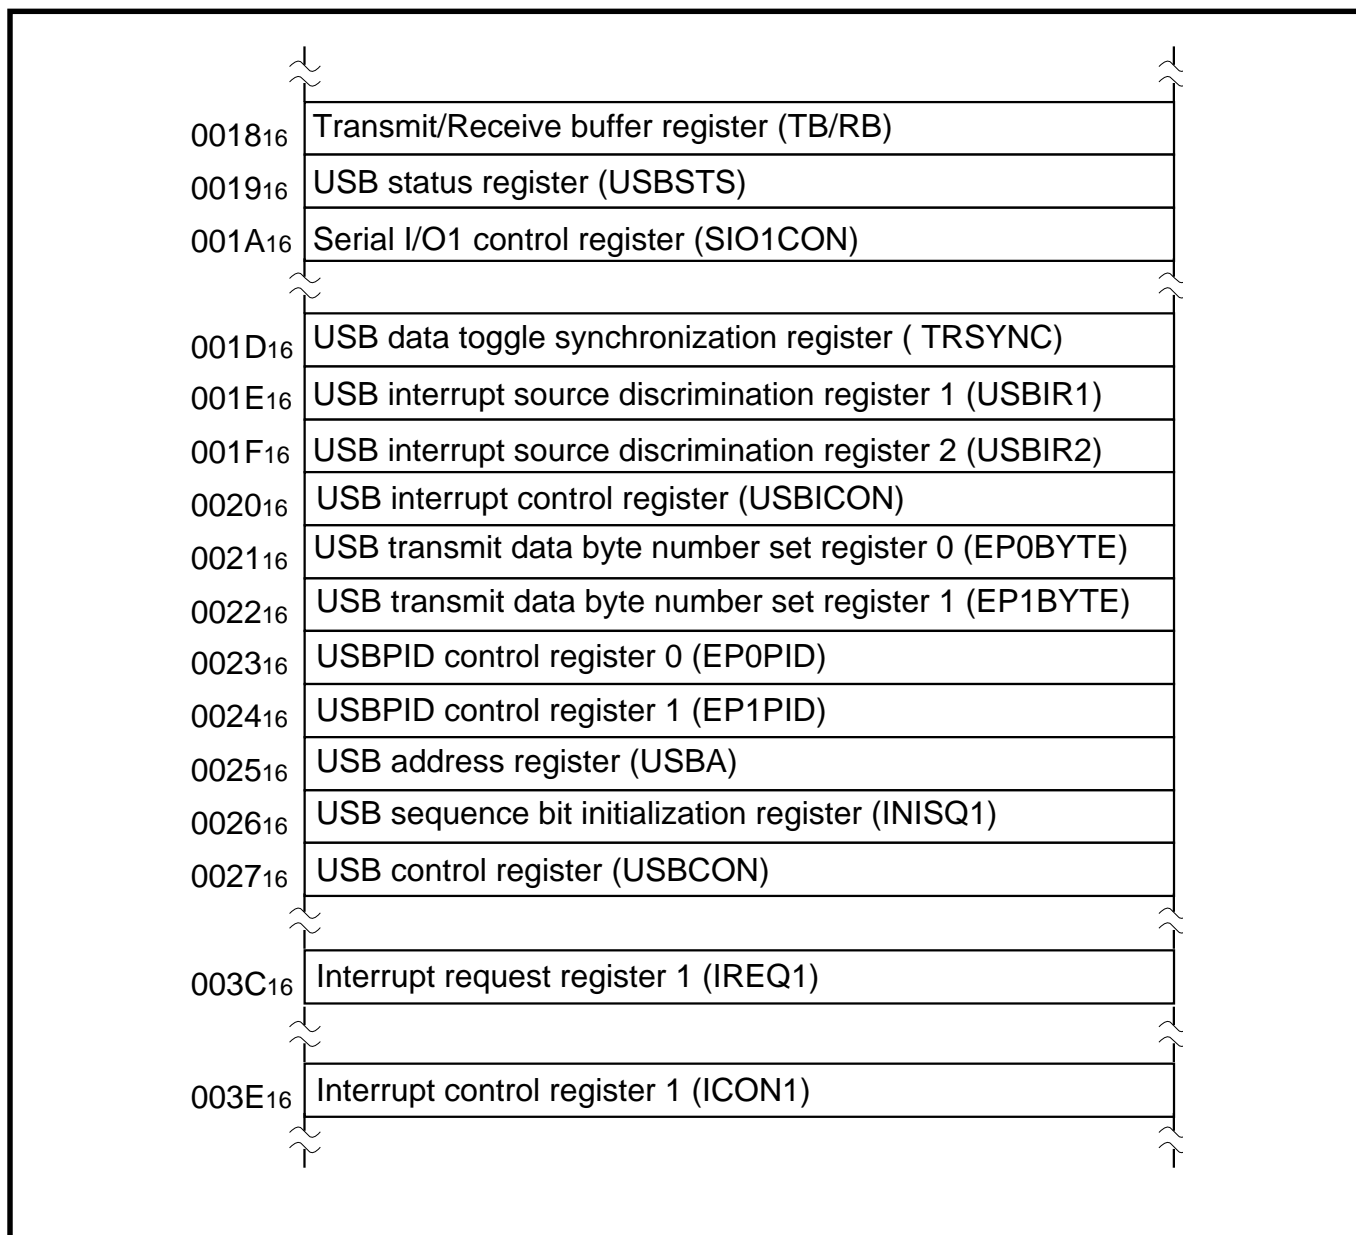 0018₁₆ Transmit/Receive buffer register (TB/RB)
0019₁₆ USB status register (USBSTS)
001A₁₆ Serial I/O1 control register (SIO1CON)
001D₁₆ USB data toggle synchronization register ( TRSYNC)
001E₁₆ USB interrupt source discrimination register 1 (USBIR1)
001F₁₆ USB interrupt source discrimination register 2 (USBIR2)
0020₁₆ USB interrupt control register (USBICON)
0021₁₆ USB transmit data byte number set register 0 (EP0BYTE)
0022₁₆ USB transmit data byte number set register 1 (EP1BYTE)
0023₁₆ USBPID control register 0 (EP0PID)
0024₁₆ USBPID control register 1 (EP1PID)
0025₁₆ USB address register (USBA)
0026₁₆ USB sequence bit initialization register (INISQ1)
0027₁₆ USB control register (USBCON)
003C₁₆ Interrupt request register 1 (IREQ1)
003E₁₆ Interrupt control register 1 (ICON1)